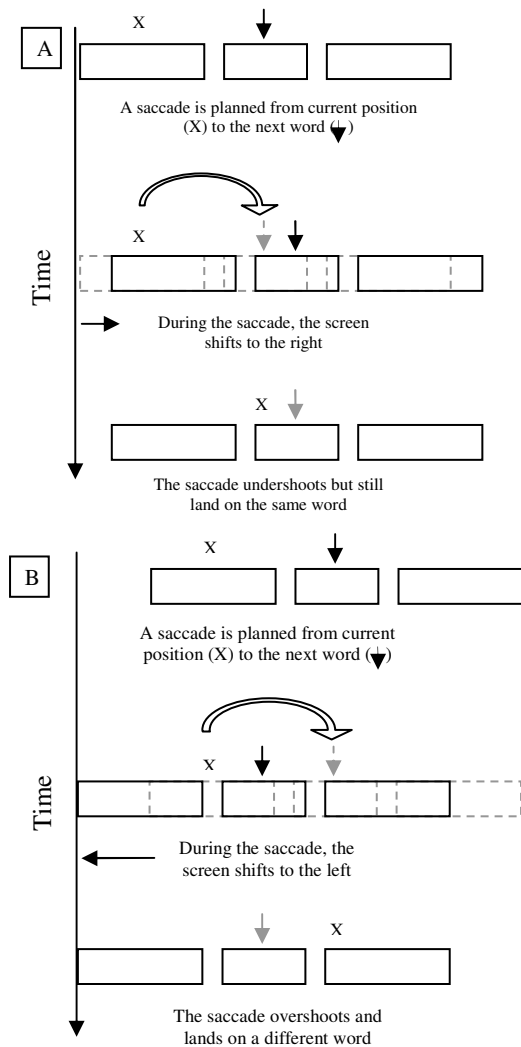 X
A
A saccade is planned from current position
(X) to the next word ( )
X
Time
During the saccade, the screen
shifts to the right
X
The saccade undershoots but still
land on the same word
X
B
A saccade is planned from current
position (X) to the next word ( )
X
Time
During the saccade, the
screen shifts to the left
X
The saccade overshoots and
lands on a different word